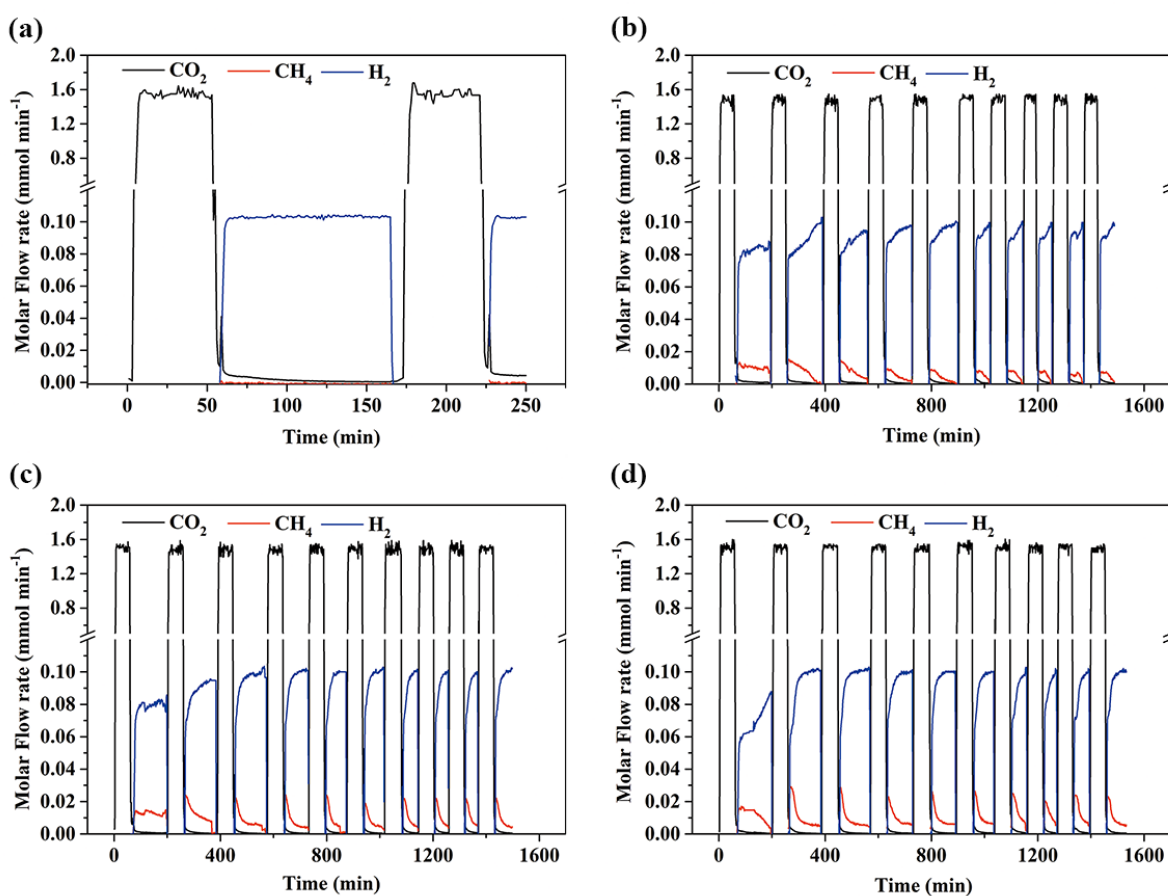 (a)
CO2 CH4 H2
2.0
1.6
1.2
0.8
0.10
0.08
0.06
0.04
0.02
0.00
Molar Flow rate (mmol min-1)
0 50 100 150 200 250
Time (min)
(b)
CO2 CH4 H2
2.0
1.6
1.2
0.8
0.10
0.08
0.06
0.04
0.02
0.00
Molar Flow rate (mmol min-1)
0 400 800 1200 1600
Time (min)
(c)
CO2 CH4 H2
2.0
1.6
1.2
0.8
0.10
0.08
0.06
0.04
0.02
0.00
Molar Flow rate (mmol min-1)
0 400 800 1200 1600
Time (min)
(d)
CO2 CH4 H2
2.0
1.6
1.2
0.8
0.10
0.08
0.06
0.04
0.02
0.00
Molar Flow rate (mmol min-1)
0 400 800 1200 1600
Time (min)